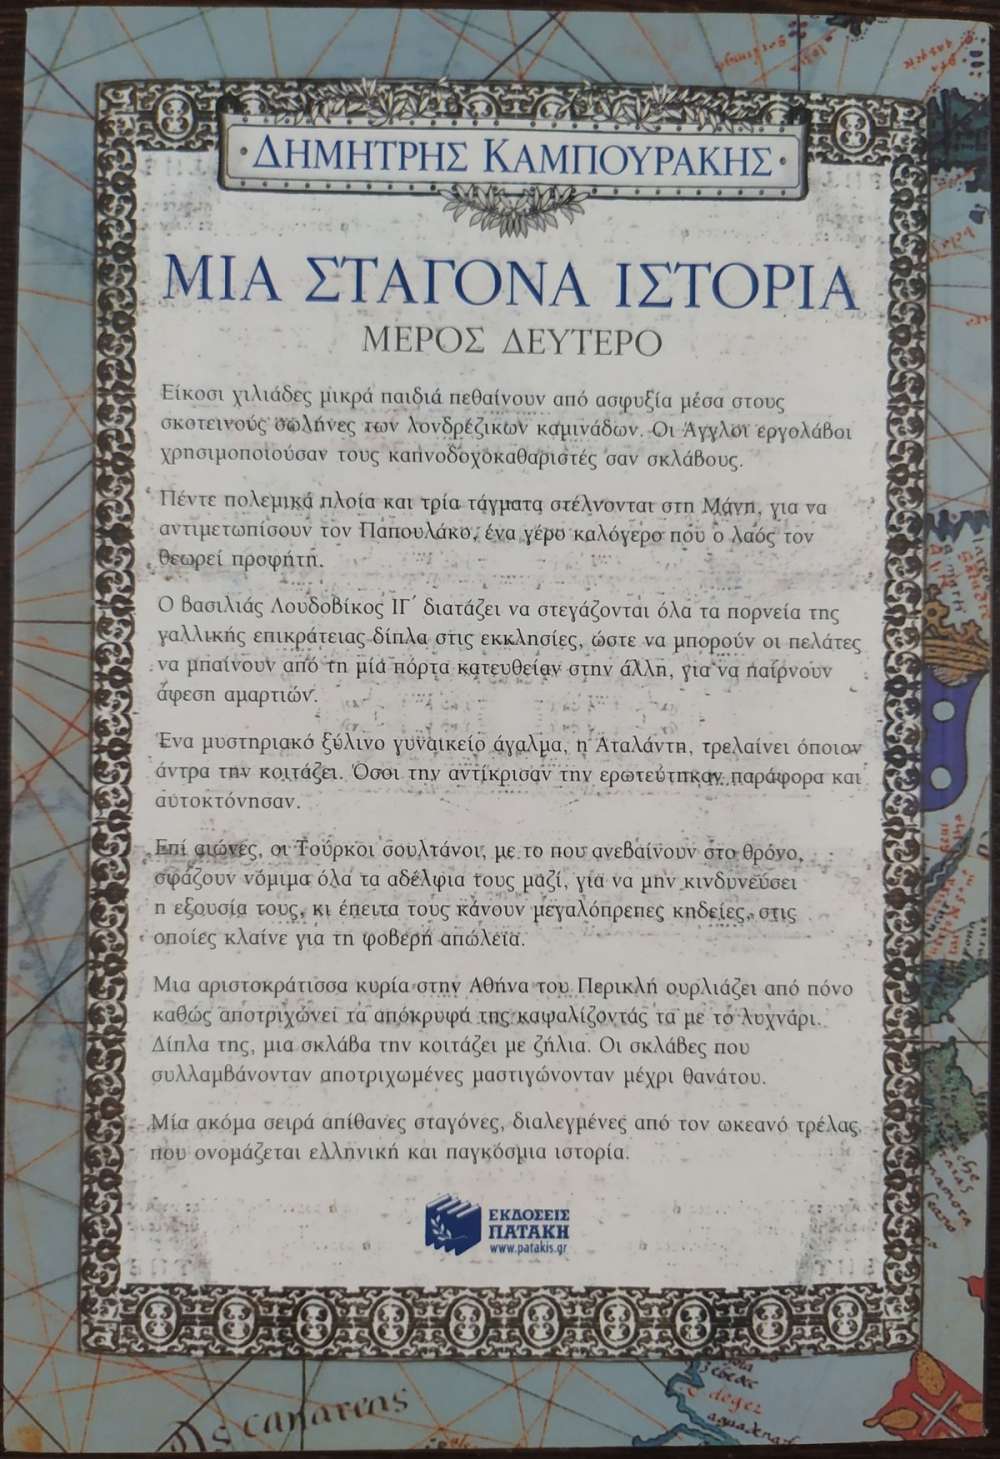 ·ΔΗΜΗΤΡΗΣ ΚΑΜΠΟΥΡΑΚΗΣ·
ΜΙΑ ΣΤΑΓΟΝΑ ΙΣΤΟΡΙΑ
ΜΕΡΟΣ ΔΕΥΤΕΡΟ
Είκοσι χιλιάδες μικρά παιδιά πεθαίνουν από ασφυξία μέσα στους
σκοτεινούς σωλήνες των λονδρέζικων καμινάδων. Οι Άγγλοι εργολάβοι
χρησιμοποιούσαν τους καπνοδοχοκαθαριστές σαν σκλάβους.
Πέντε πολεμικά πλοία και τρία τάγματα στέλνονται στη Μάνη, για να
αντιμετωπίσουν τον Παπουλάκο, ένα γέρο καλόγερο που ο λαός τον
θεωρεί προφήτη.
Ο βασιλιάς Λουδοβίκος ΙΓ΄ διατάζει να στεγάζονται όλα τα πορνεία της
γαλλικής επικράτειας δίπλα στις εκκλησίες, ώστε να μπορούν οι πελάτες
να μπαίνουν από τη μία πόρτα κατευθείαν στην άλλη, για να παίρνουν
άφεση αμαρτιών.
Ένα μυστηριακό ξύλινο γυναικείο άγαλμα, η Αταλάντη, τρελαίνει όποιον
άντρα την κοιτάζει. Όσοι την αντίκρισαν την ερωτεύτηκαν παράφορα και
αυτοκτόνησαν.
Επί αιώνες, οι Τούρκοι σουλτάνοι, με το που ανεβαίνουν στο θρόνο,
σφάζουν νόμιμα όλα τα αδέλφια τους μαζί, για να μην κινδυνεύσει
η εξουσία τους, κι έπειτα τους κάνουν μεγαλόπρεπες κηδείες, στις
οποίες κλαίνε για τη φοβερή απώλεια.
Μια αριστοκράτισσα κυρία στην Αθήνα του Περικλή ουρλιάζει από πόνο
καθώς αποτριχώνει τα απόκρυφά της καψαλίζοντάς τα με το λυχνάρι.
Δίπλα της, μια σκλάβα την κοιτάζει με ζήλια. Οι σκλάβες που
συλλαμβάνονταν αποτριχωμένες μαστιγώνονταν μέχρι θανάτου.
Μία ακόμα σειρά απίθανες σταγόνες, διαλεγμένες από τον ωκεανό τρέλας
που ονομάζεται ελληνική και παγκόσμια ιστορία.
ΕΚΔΟΣΕΙΣ
ΠΑΤΑΚΗ
www.patakis.gr
canareas